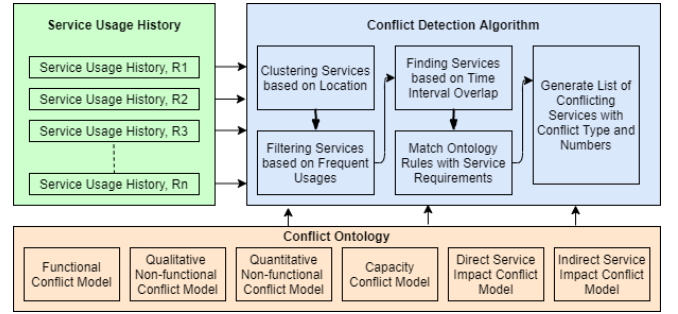 Service Usage History
Service Usage History, R1
Service Usage History, R2
Service Usage History, R3
Service Usage History, Rn
Conflict Detection Algorithm
Clustering Services
based on Location
Filtering Services
based on Frequent
Usages
Finding Services
based on Time
Interval Overlap
Match Ontology
Rules with Service
Requirements
Generate List of
Conflicting
Services with
Conflict Type and
Numbers
Conflict Ontology
Functional
Conflict Model
Qualitative
Non-functional
Conflict Model
Quantitative
Non-functional
Conflict Model
Capacity
Conflict Model
Direct Service
Impact Conflict
Model
Indirect Service
Impact Conflict
Model